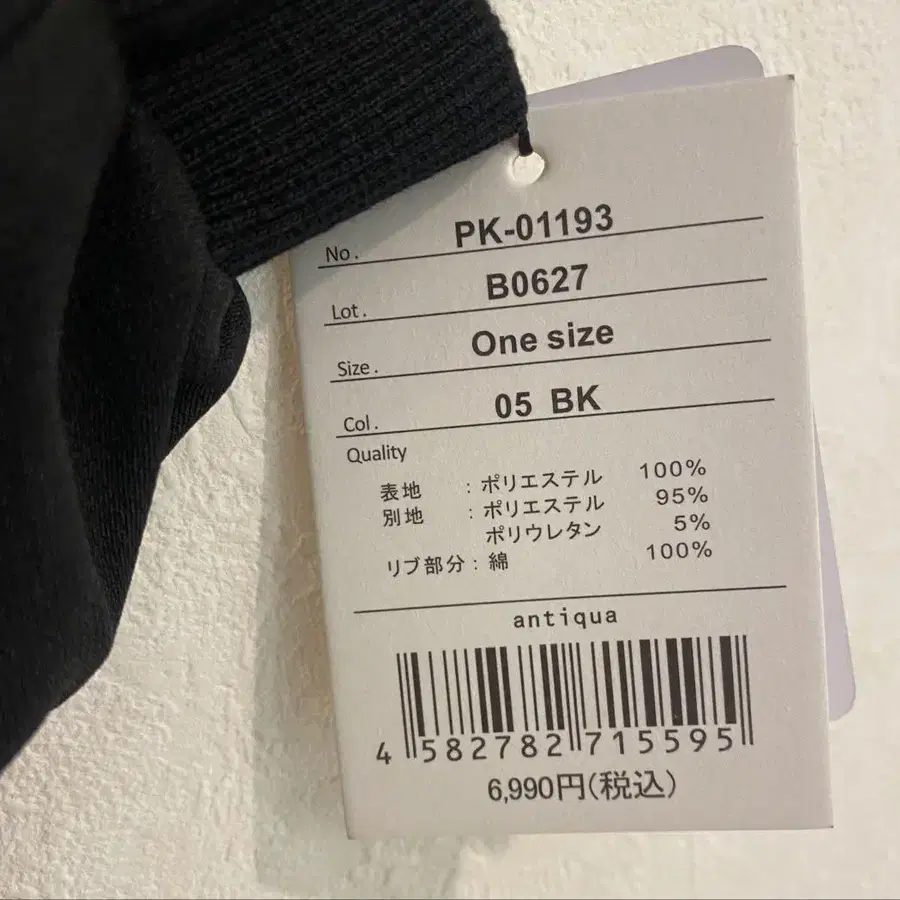 No. PK-01193
Lot. B0627
Size. One size
Col. 05 BK
Quality
表地 : ポリエステル 100%
別地 : ポリエステル 95%
ポリウレタン 5%
リブ部分 : 綿 100%
antiqua
4 582782 715595
6,990円(税込)